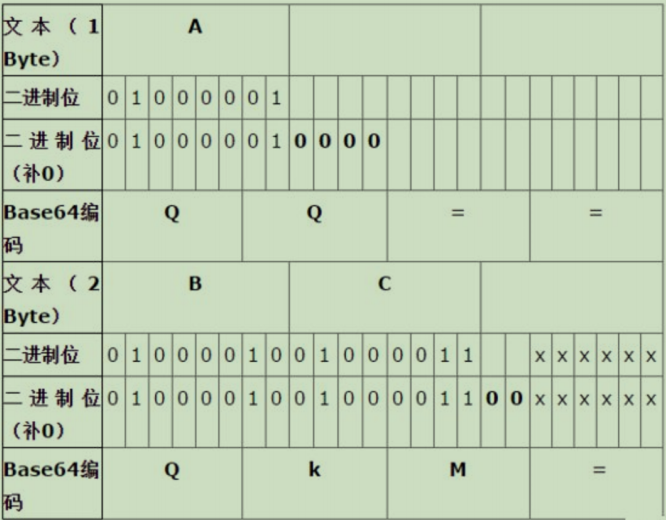 文本（1 Byte） A
二进制位 0 1 0 0 0 0 0 1
二进制位（补0） 0 1 0 0 0 0 0 1 0 0 0 0
Base64编码 Q Q = =
文本（2 Byte） B C
二进制位 0 1 0 0 0 0 1 0 0 1 0 0 0 0 1 1 x x x x x x
二进制位（补0） 0 1 0 0 0 0 1 0 0 1 0 0 0 0 1 1 0 0 x x x x x x
Base64编码 Q k M =